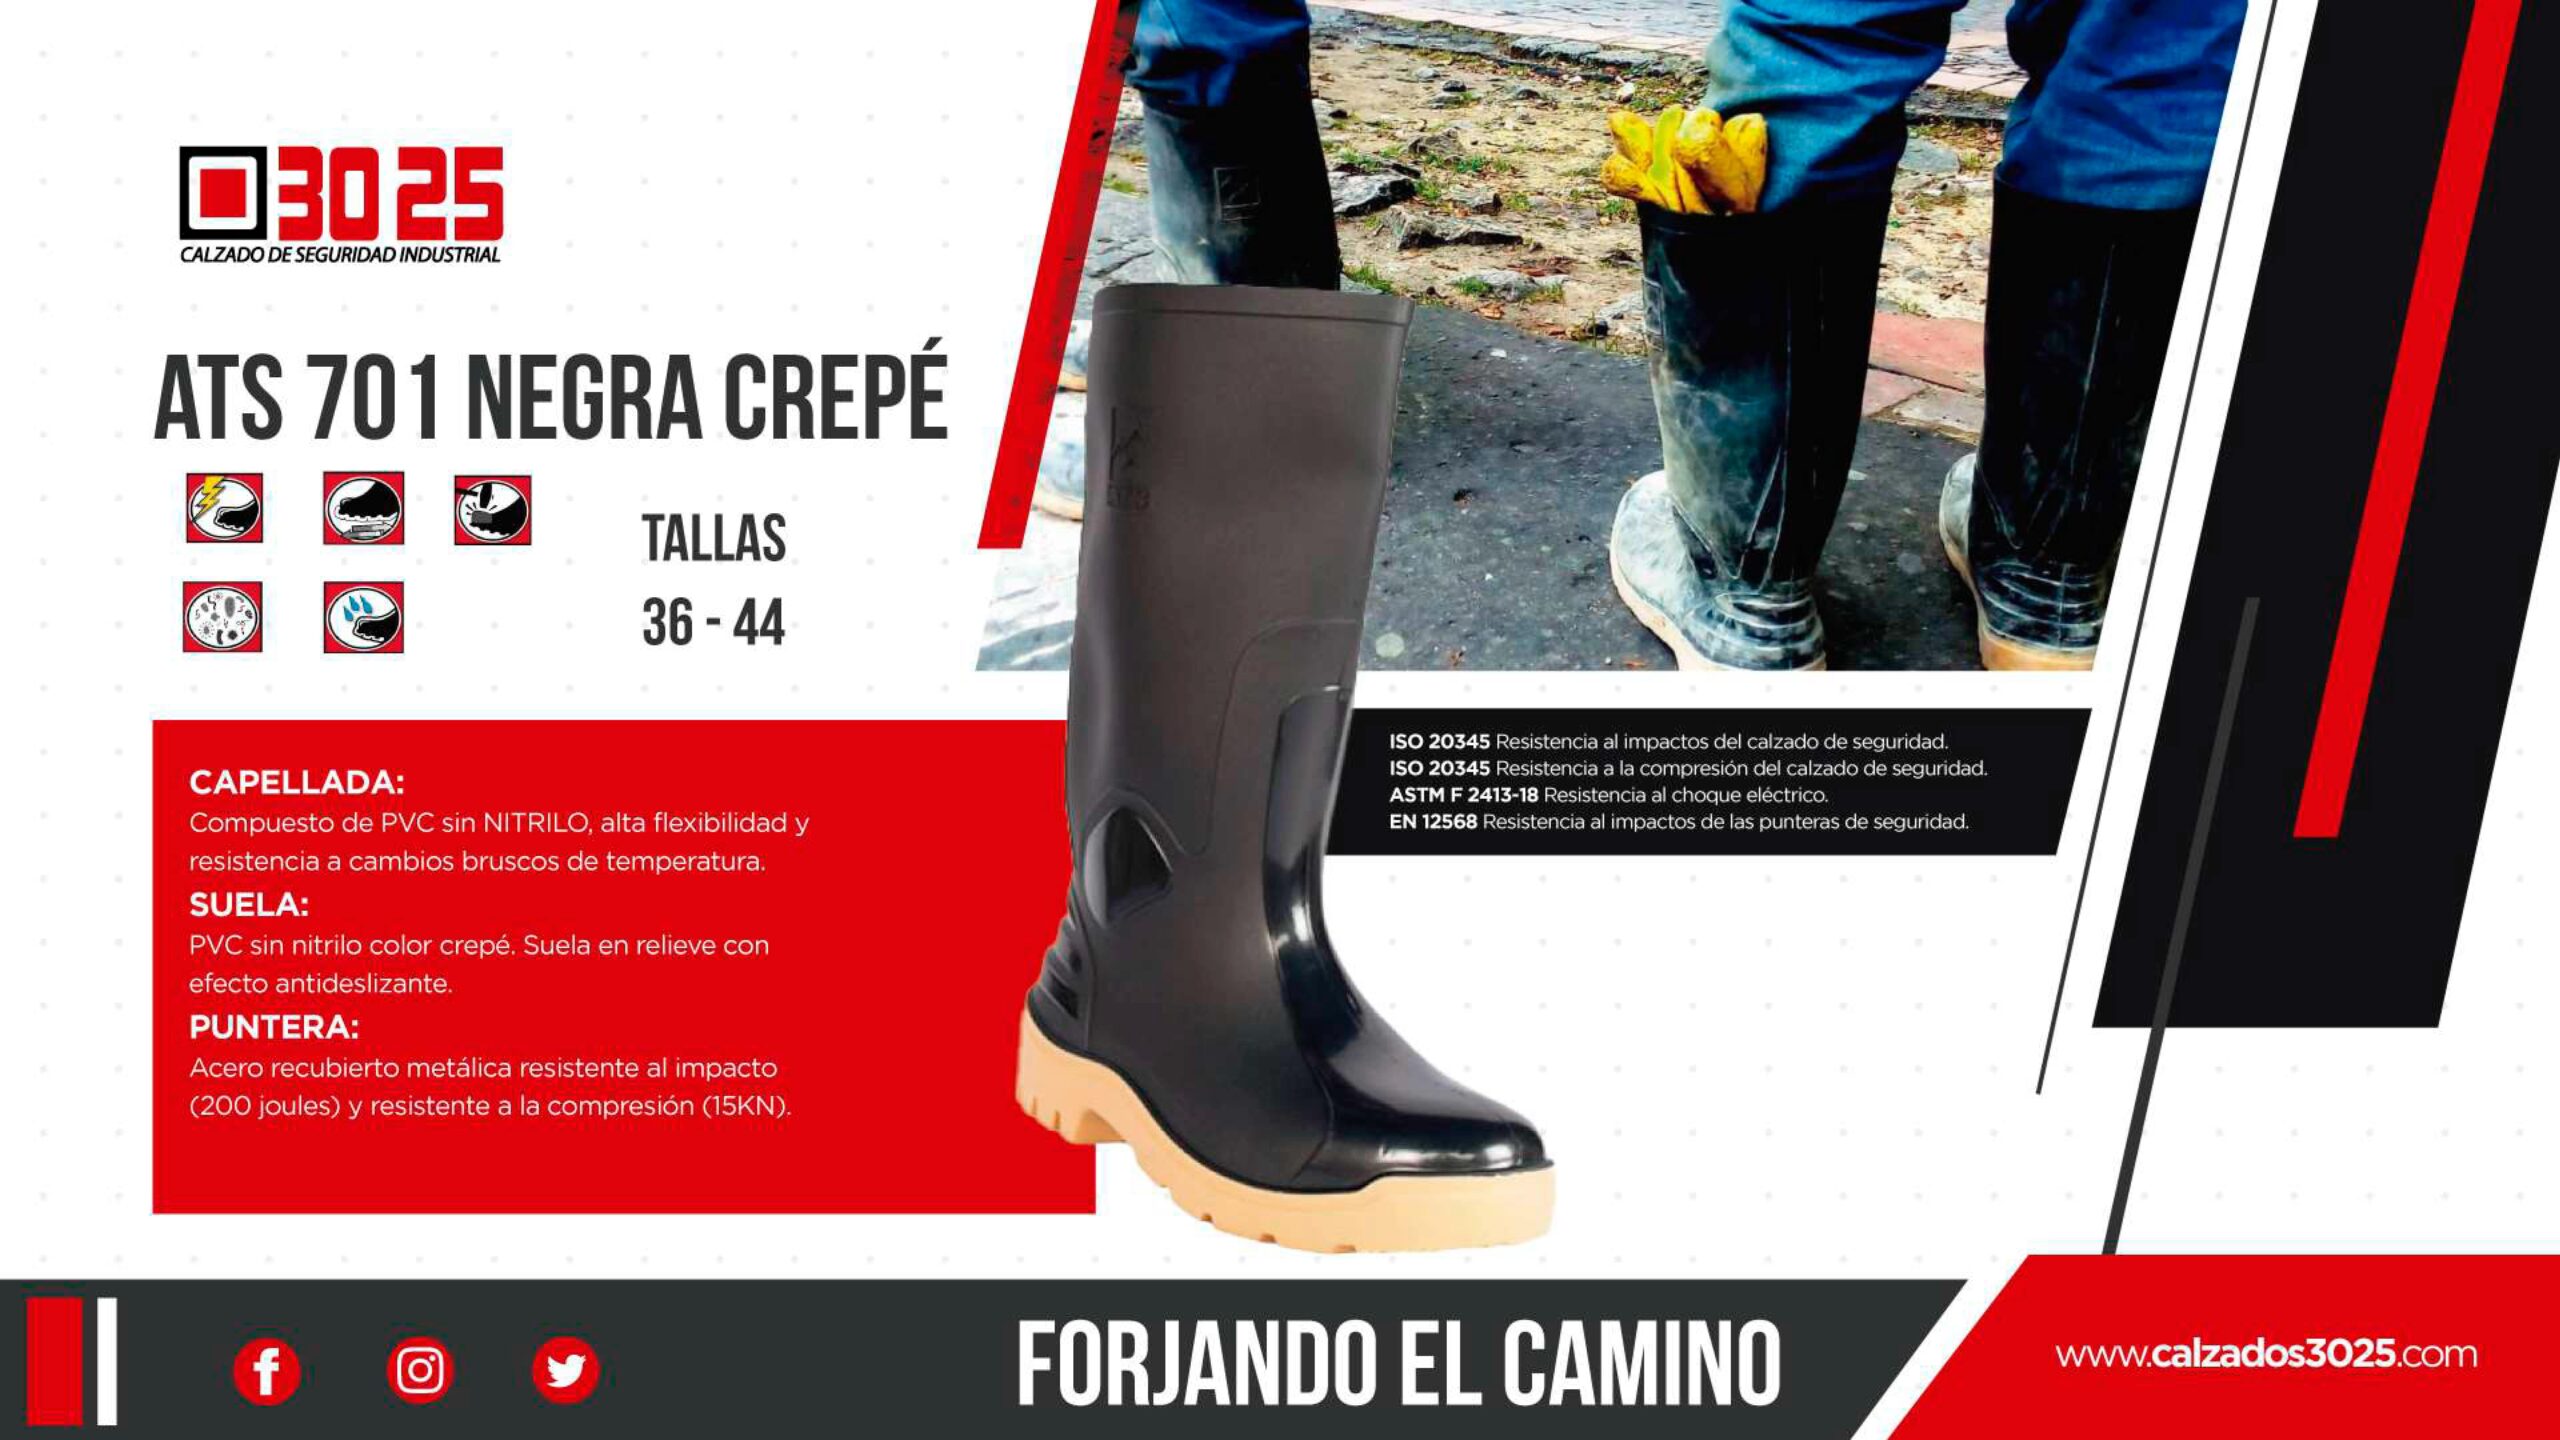 3025
CALZADO DE SEGURIDAD INDUSTRIAL
ATS 701 NEGRA CREPÉ
TALLAS
36 - 44
CAPELLADA:
Compuesto de PVC sin NITRILO, alta flexibilidad y
resistencia a cambios bruscos de temperatura.
SUELA:
PVC sin nitrilo color crepé. Suela en relieve con
efecto antideslizante.
PUNTERA:
Acero recubierto metálica resistente al impacto
(200 joules) y resistente a la compresión (15KN).
ISO 20345 Resistencia al impactos del calzado de seguridad.
ISO 20345 Resistencia a la compresión del calzado de seguridad.
ASTM F 2413-18 Resistencia al choque eléctrico.
EN 12568 Resistencia al impactos de las punteras de seguridad.
FORJANDO EL CAMINO
www.calzados3025.com